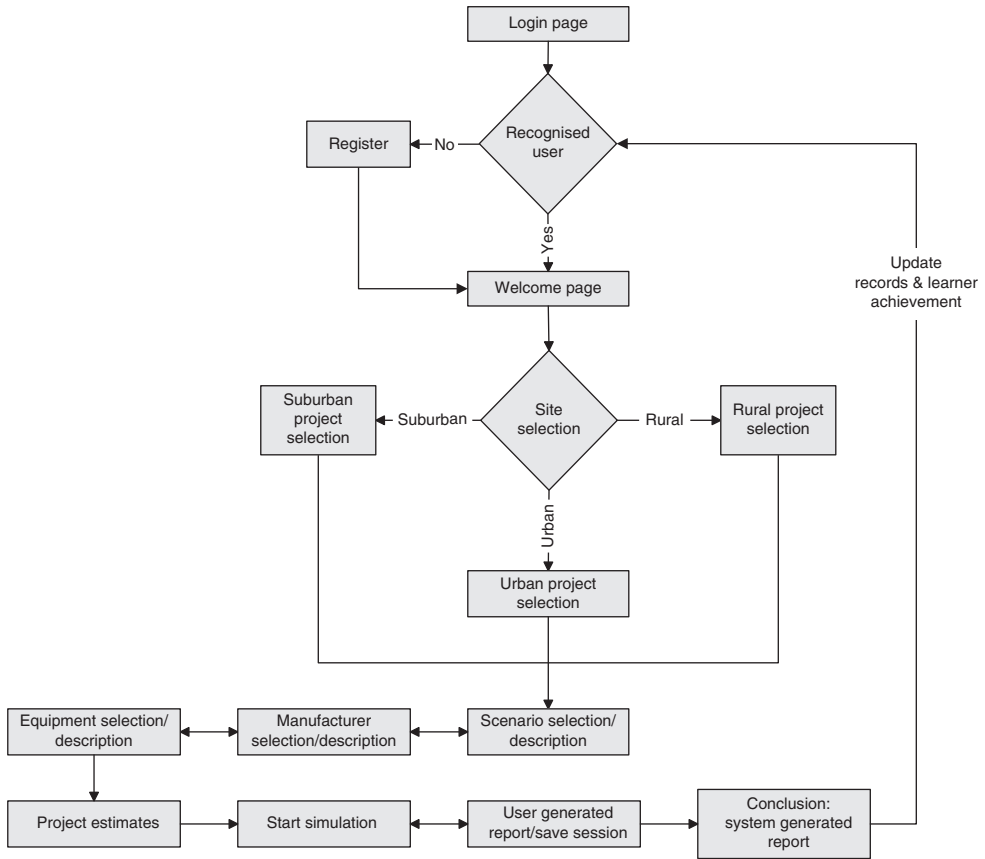 Login page
Recognised
user
No
Register
Yes
Welcome page
Update
records & learner
achievement
Suburban
project
selection
Suburban
Site
selection
Rural
Rural project
selection
Urban
Urban project
selection
Equipment selection/
description
Manufacturer
selection/description
Scenario selection/
description
Project estimates
Start simulation
User generated
report/save session
Conclusion:
system generated
report